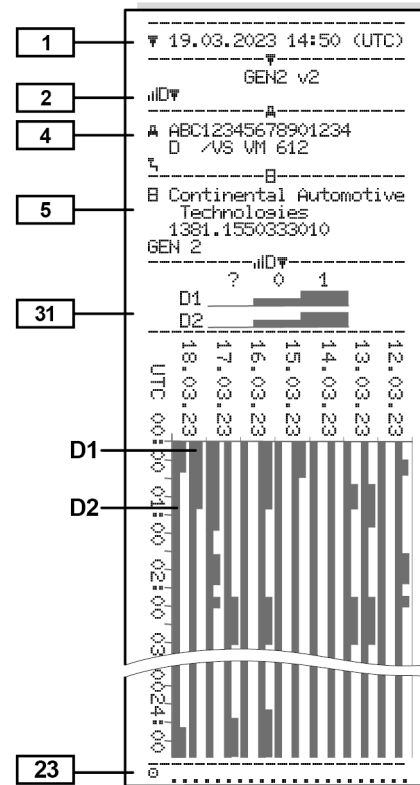 1
▼ 19.03.2023 14:50 (UTC)
GEN2 v2
2
D▼
4
ABC12345678901234
D /VS VM 612
5
Continental Automotive
Technologies
1381.1550333010
GEN 2
D▼
? 0 1
31
D1
D2
UTC
18.03.23
17.03.23
16.03.23
15.03.23
14.03.23
13.03.23
12.03.23
D1
D2
00:00
01:00
02:00
03
24:00
23